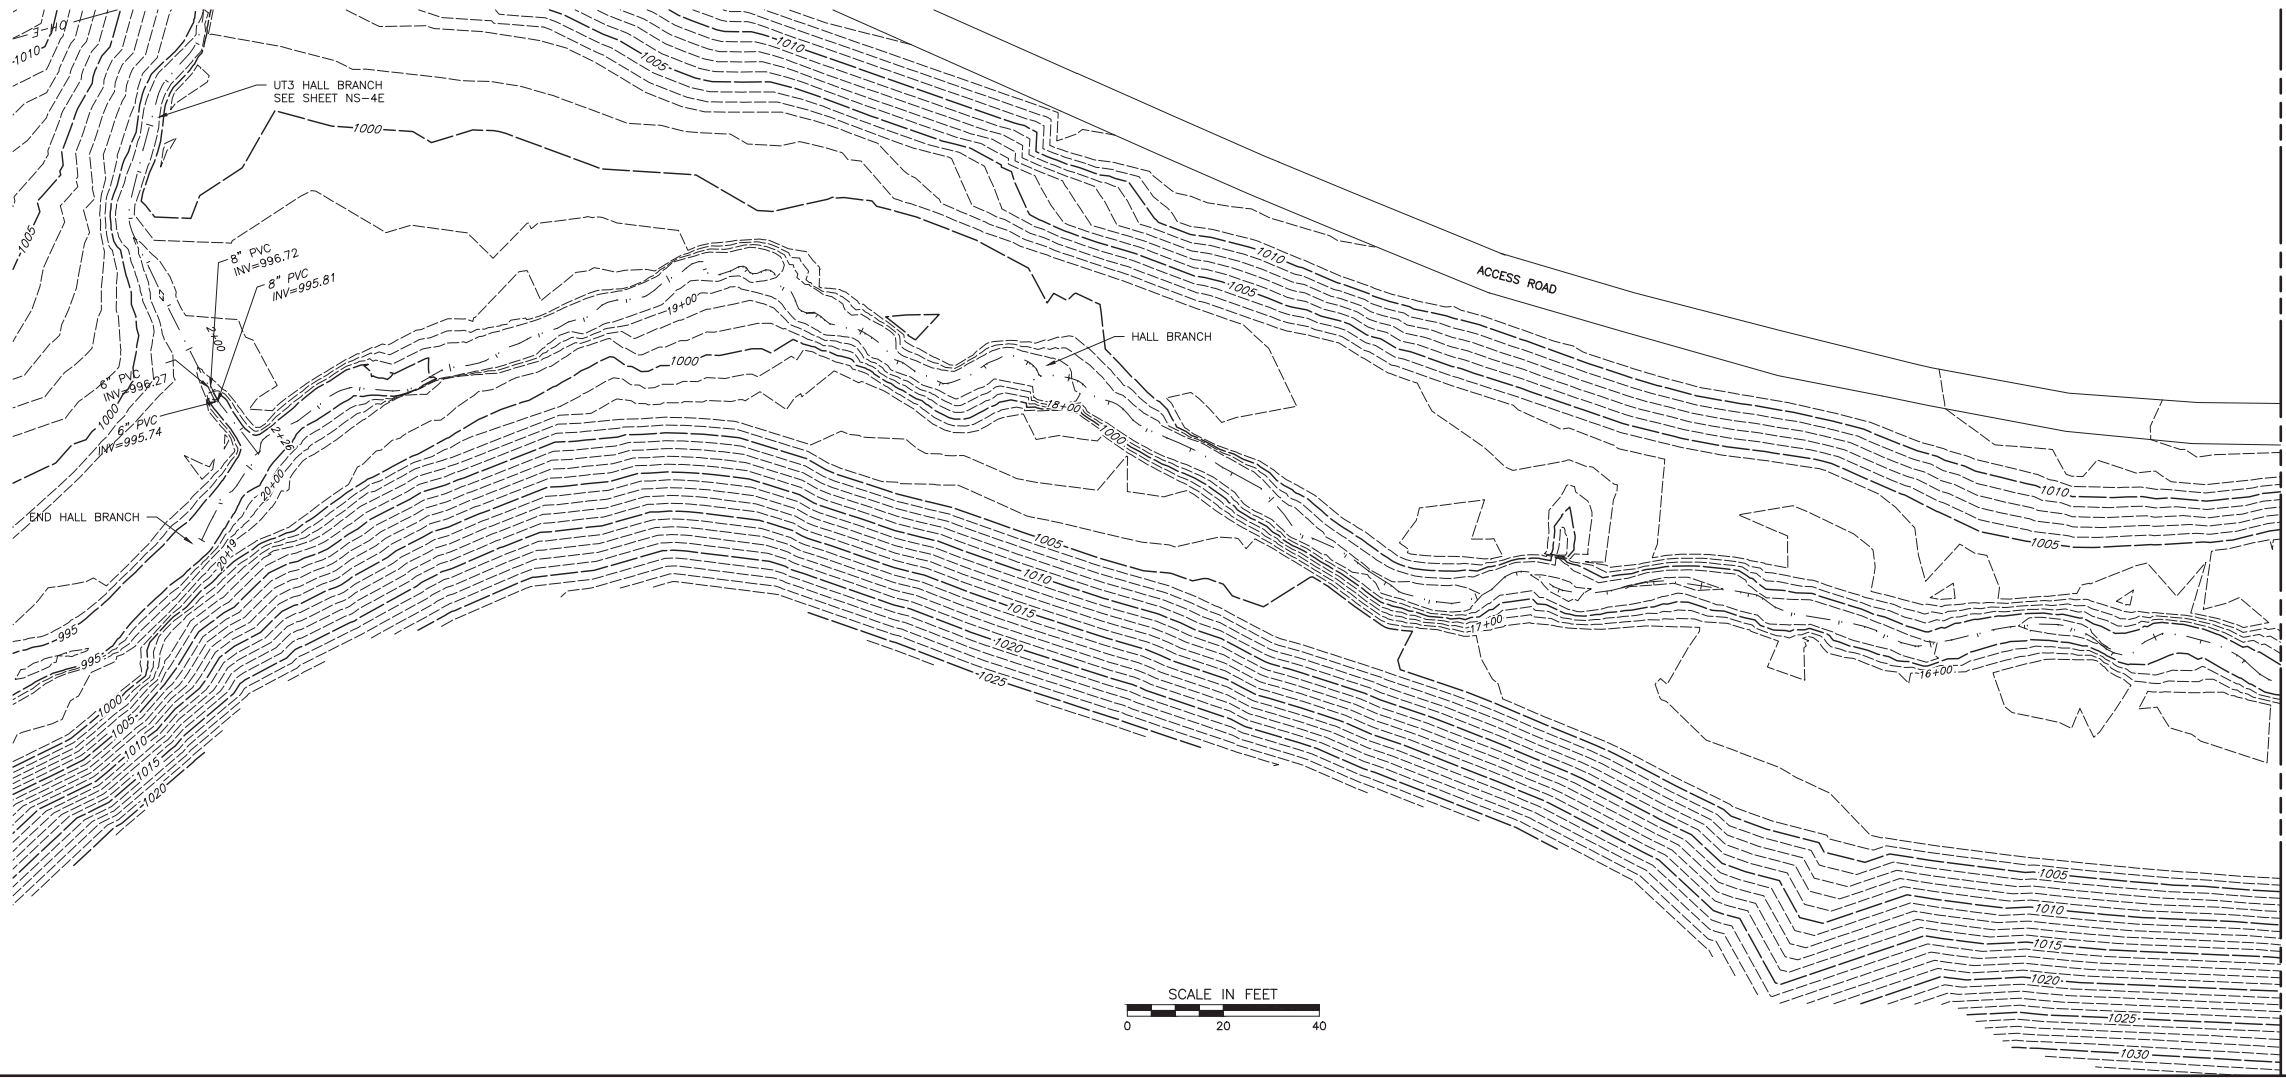 OH-E
1010
UT3 HALL BRANCH
SEE SHEET NS-4E
1005
1010
1000
1005
8" PVC
INV=996.72
8" PVC
INV=995.81
2+00
6" PVC
INV=996.27
1000
6" PVC
INV=995.74
2+26
20+00
END HALL BRANCH
20+19
995
995
1000
1005
1010
1015
1020
19+00
1000
HALL BRANCH
18+00
1000
1010
1005
ACCESS ROAD
1005
1010
1015
1020
1025
17+00
16+00
1010
1005
1005
1010
1015
1020
1025
1030
SCALE IN FEET
0 20 40